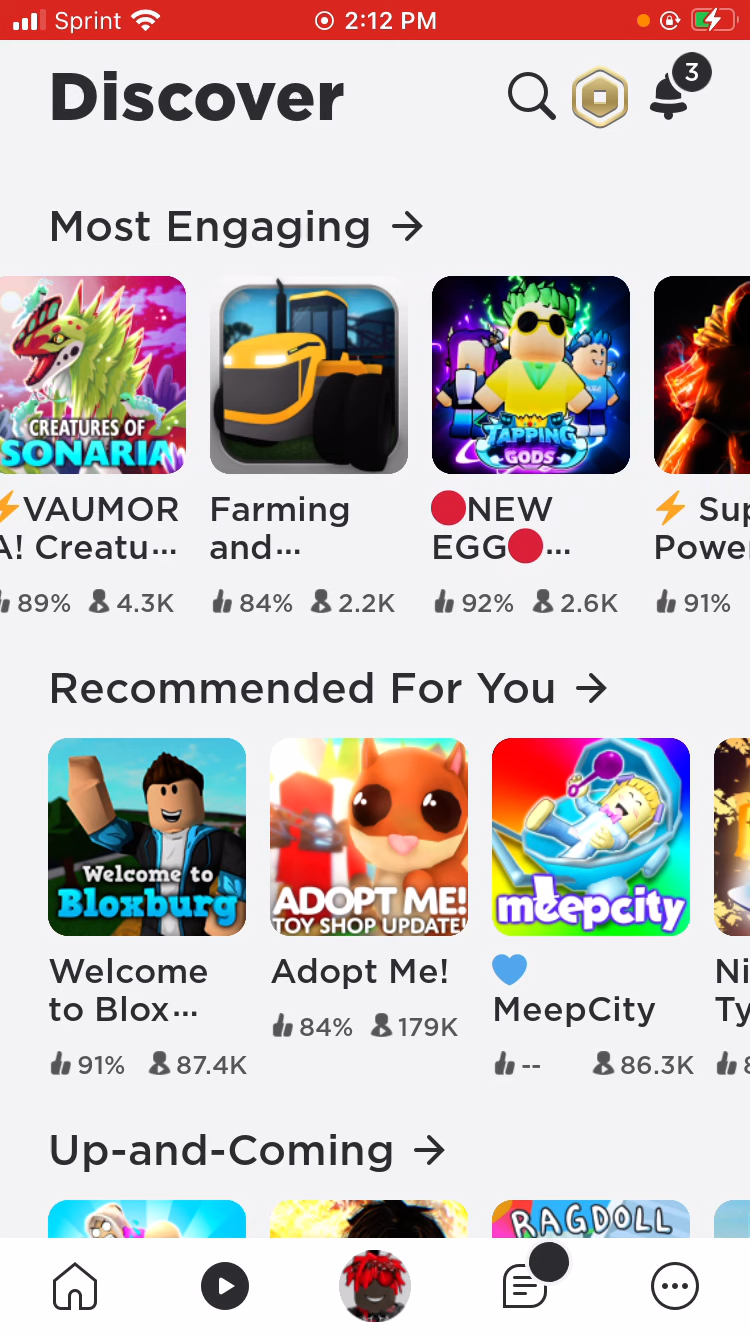 Sprint 2:12 PM
Discover
3
Most Engaging →
CREATURES OF
SONARIA
TAPPING
GODS
⚡VAUMOR
A! Creatu...
Farming
and...
🔴NEW
EGG🔴...
⚡ Sup
Power
89% 4.3K
84% 2.2K
92% 2.6K
91%
Recommended For You →
Welcome to
Bloxburg
ADOPT ME!
TOY SHOP UPDATE!
meepcity
Welcome
to Blox...
Adopt Me!
💙
MeepCity
Ni
Ty
84% 179K
91% 87.4K
-- 86.3K
8
Up-and-Coming →
RAGDOLL